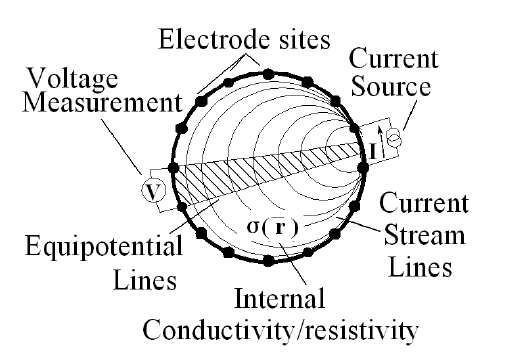 Electrode sites
Current
Source
Voltage
Measurement
I
V
σ( r )
Current
Stream
Lines
Equipotential
Lines
Internal
Conductivity/resistivity